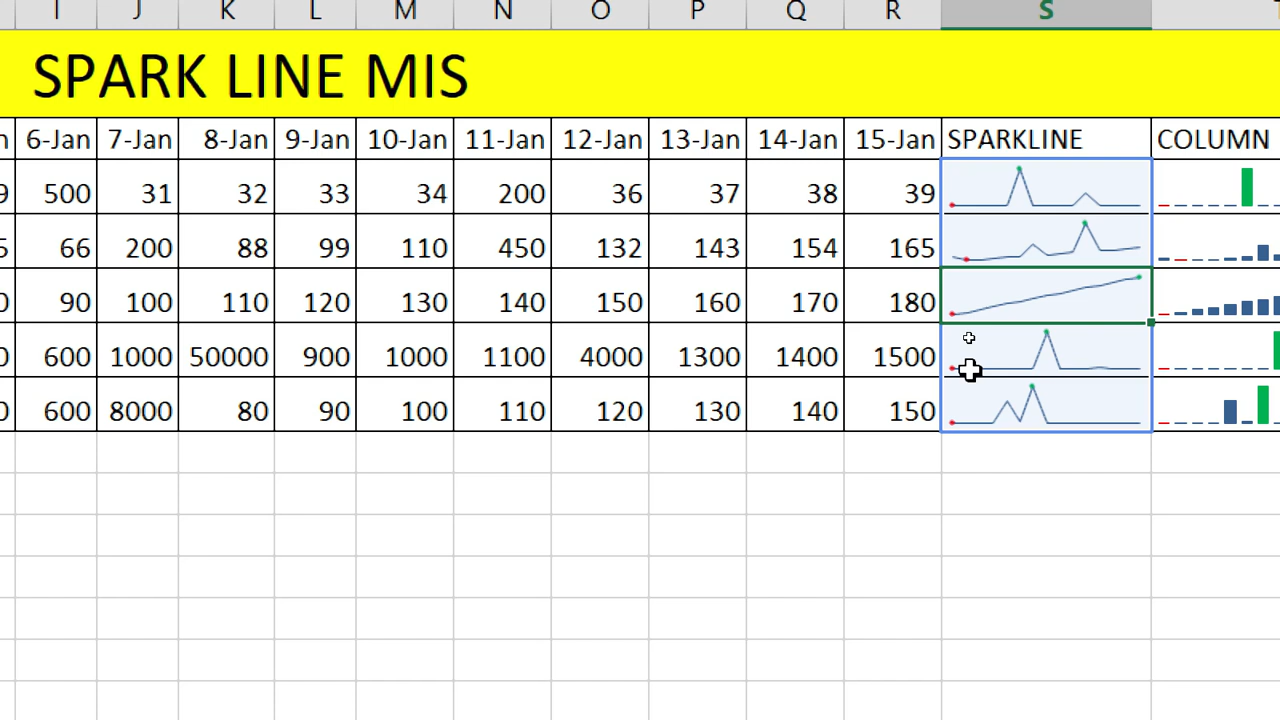 I J K L M N O P Q R S
SPARK LINE MIS
6-Jan 7-Jan 8-Jan 9-Jan 10-Jan 11-Jan 12-Jan 13-Jan 14-Jan 15-Jan SPARKLINE COLUMN
9 500 31 32 33 34 200 36 37 38 39
5 66 200 88 99 110 450 132 143 154 165
0 90 100 110 120 130 140 150 160 170 180
0 600 1000 50000 900 1000 1100 4000 1300 1400 1500
0 600 8000 80 90 100 110 120 130 140 150